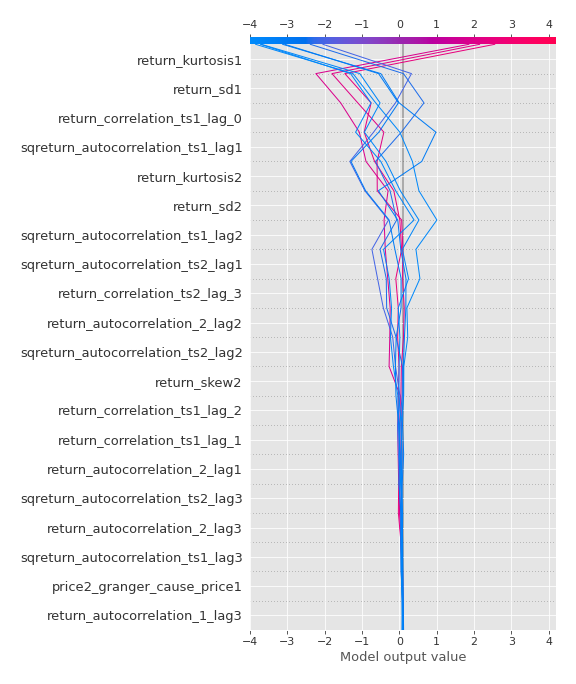 −4 −3 −2 −1 0 1 2 3 4
return_kurtosis1
return_sd1
return_correlation_ts1_lag_0
sqreturn_autocorrelation_ts1_lag1
return_kurtosis2
return_sd2
sqreturn_autocorrelation_ts1_lag2
sqreturn_autocorrelation_ts2_lag1
return_correlation_ts2_lag_3
return_autocorrelation_2_lag2
sqreturn_autocorrelation_ts2_lag2
return_skew2
return_correlation_ts1_lag_2
return_correlation_ts1_lag_1
return_autocorrelation_2_lag1
sqreturn_autocorrelation_ts2_lag3
return_autocorrelation_2_lag3
sqreturn_autocorrelation_ts1_lag3
price2_granger_cause_price1
return_autocorrelation_1_lag3
−4 −3 −2 −1 0 1 2 3 4
Model output value